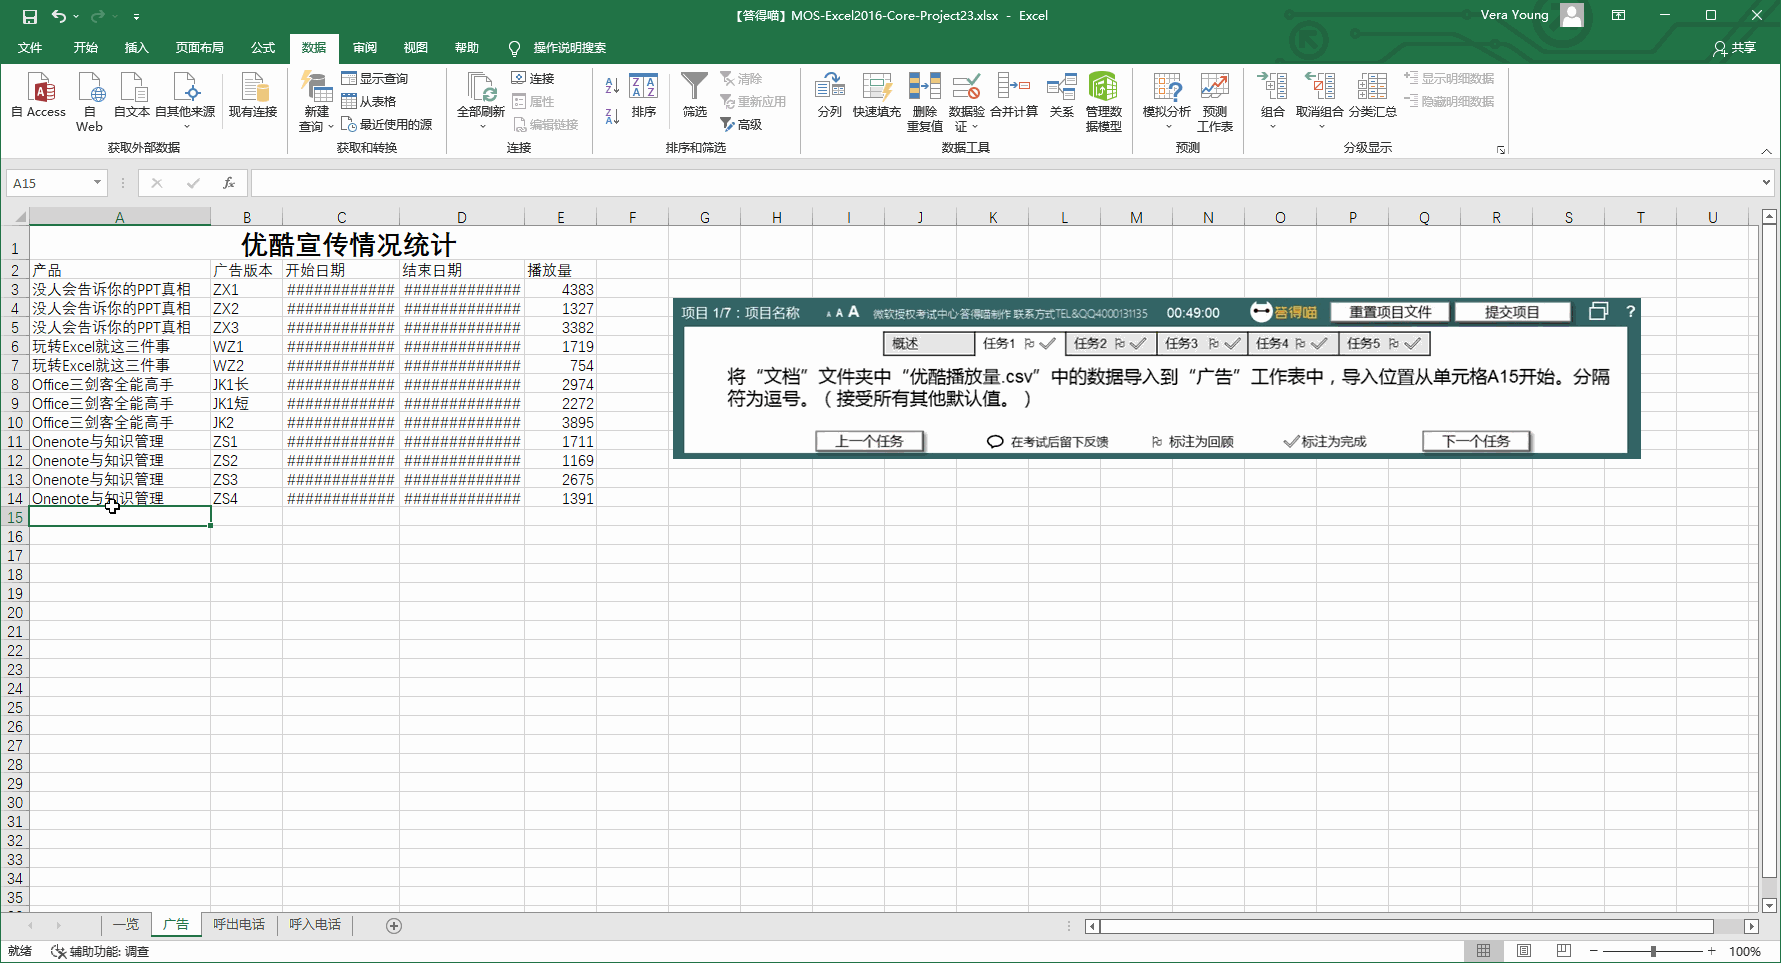 【答得喵】MOS-Excel2016-Core-Project23.xlsx - Excel
Vera Young
文件 开始 插入 页面布局 公式 数据 审阅 视图 帮助 操作说明搜索 共享
自 Access 自 Web 自文本 自其他来源 现有连接
获取外部数据
新建查询 显示查询 从表格 最近使用的源
获取和转换
全部刷新 连接 属性 编辑链接
连接
排序 筛选 清除 重新应用 高级
排序和筛选
分列 快速填充 删除重复值 数据验证 合并计算 关系 管理数据模型
数据工具
模拟分析 预测工作表
预测
组合 取消组合 分类汇总 显示明细数据 隐藏明细数据
分级显示
A15 fx
A B C D E F G H I J K L M N O P Q R S T U
1 优酷宣传情况统计
2 产品 广告版本 开始日期 结束日期 播放量
3 没人会告诉你的PPT真相 ZX1 ############ ############# 4383
4 没人会告诉你的PPT真相 ZX2 ############ ############# 1327
5 没人会告诉你的PPT真相 ZX3 ############ ############# 3382
6 玩转Excel就这三件事 WZ1 ############ ############# 1719
7 玩转Excel就这三件事 WZ2 ############ ############# 754
8 Office三剑客全能高手 JK1长 ############ ############# 2974
9 Office三剑客全能高手 JK1短 ############ ############# 2272
10 Office三剑客全能高手 JK2 ############ ############# 3895
11 Onenote与知识管理 ZS1 ############ ############# 1711
12 Onenote与知识管理 ZS2 ############ ############# 1169
13 Onenote与知识管理 ZS3 ############ ############# 2675
14 Onenote与知识管理 ZS4 ############ ############# 1391
15
16
17
18
19
20
21
22
23
24
25
26
27
28
29
30
31
32
33
34
35
项目 1/7：项目名称 A A A 微软授权考试中心·答得喵制作 联系方式TEL&QQ4000131135 00:49:00 答得喵 重置项目文件 提交项目 ?
概述 任务1 任务2 任务3 任务4 任务5
将“文档”文件夹中“优酷播放量.csv”中的数据导入到“广告”工作表中，导入位置从单元格A15开始。分隔
符为逗号。（接受所有其他默认值。）
上一个任务 在考试后留下反馈 标注为回顾 标注为完成 下一个任务
一览 广告 呼出电话 呼入电话
就绪 辅助功能: 调查 100%